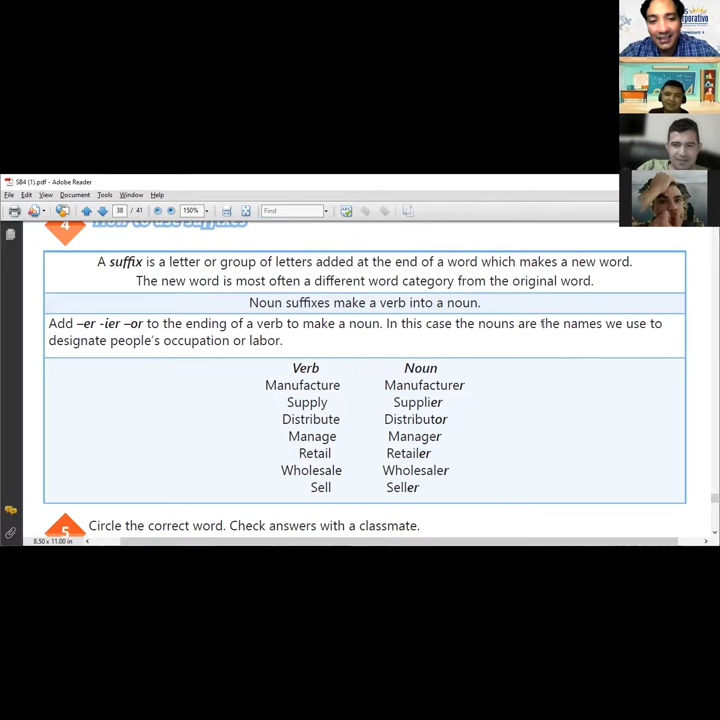 rporativo
SB4 (1).pdf - Adobe Reader
File Edit View Document Tools Window Help
38 / 41 150% Find
4 How to use suffixes
A suffix is a letter or group of letters added at the end of a word which makes a new word.
The new word is most often a different word category from the original word.
Noun suffixes make a verb into a noun.
Add –er -ier –or to the ending of a verb to make a noun. In this case the nouns are the names we use to
designate people's occupation or labor.
Verb Noun
Manufacture Manufacturer
Supply Supplier
Distribute Distributor
Manage Manager
Retail Retailer
Wholesale Wholesaler
Sell Seller
5 Circle the correct word. Check answers with a classmate.
8.50 x 11.00 in